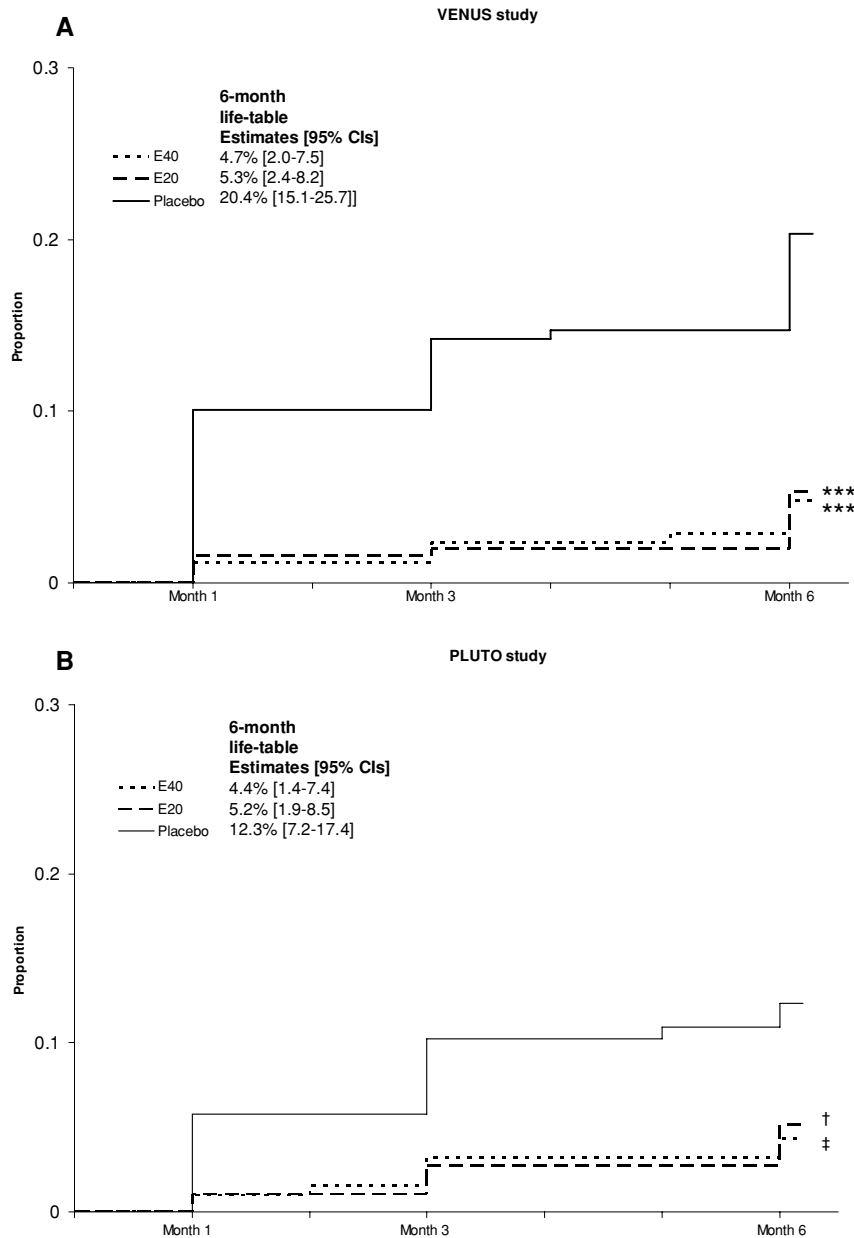 A
VENUS study
0.3
6-month
life-table
Estimates [95% CIs]
E40 4.7% [2.0-7.5]
E20 5.3% [2.4-8.2]
Placebo 20.4% [15.1-25.7]]
0.2
Proportion
0.1
***
***
0
Month 1 Month 3 Month 6
B
PLUTO study
0.3
6-month
life-table
Estimates [95% CIs]
E40 4.4% [1.4-7.4]
E20 5.2% [1.9-8.5]
Placebo 12.3% [7.2-17.4]
0.2
Proportion
0.1
†
‡
0
Month 1 Month 3 Month 6